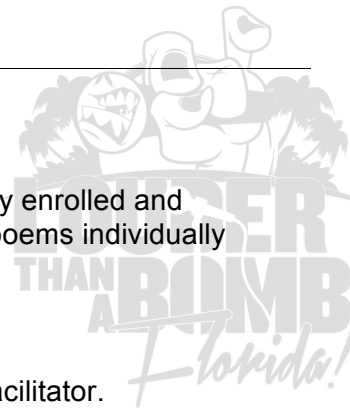 y enrolled and
poems individually
LOUDER
THAN
A BOMB
Florida!
acilitator.